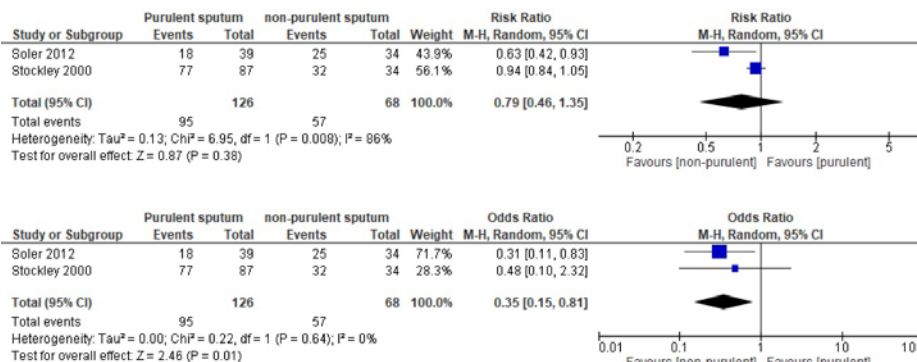 Purulent sputum non-purulent sputum Risk Ratio Risk Ratio
Study or Subgroup Events Total Events Total Weight M-H, Random, 95% CI M-H, Random, 95% CI
Soler 2012 18 39 25 34 43.9% 0.63 [0.42, 0.93]
Stockley 2000 77 87 32 34 56.1% 0.94 [0.84, 1.05]
Total (95% CI) 126 68 100.0% 0.79 [0.46, 1.35]
Total events 95 57
Heterogeneity: Tau² = 0.13; Chi² = 6.95, df = 1 (P = 0.008); I² = 86%
Test for overall effect: Z = 0.87 (P = 0.38)
0.2 0.5 1 2 5
Favours [non-purulent] Favours [purulent]
Purulent sputum non-purulent sputum Odds Ratio Odds Ratio
Study or Subgroup Events Total Events Total Weight M-H, Random, 95% CI M-H, Random, 95% CI
Soler 2012 18 39 25 34 71.7% 0.31 [0.11, 0.83]
Stockley 2000 77 87 32 34 28.3% 0.48 [0.10, 2.32]
Total (95% CI) 126 68 100.0% 0.35 [0.15, 0.81]
Total events 95 57
Heterogeneity: Tau² = 0.00; Chi² = 0.22, df = 1 (P = 0.64); I² = 0%
Test for overall effect: Z = 2.46 (P = 0.01)
0.01 0.1 1 10
Favours [non-purulent] Favours [purulent]